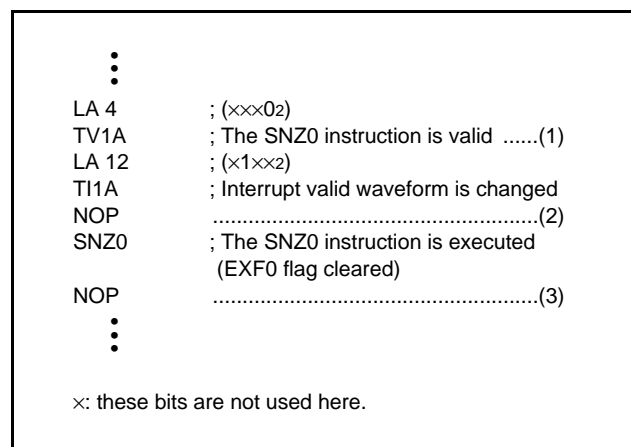 LA 4 ; (×××0₂)
TV1A ; The SNZ0 instruction is valid ......(1)
LA 12 ; (×1××₂)
TI1A ; Interrupt valid waveform is changed
NOP ......................................................(2)
SNZ0 ; The SNZ0 instruction is executed
(EXF0 flag cleared)
NOP ......................................................(3)
×: these bits are not used here.